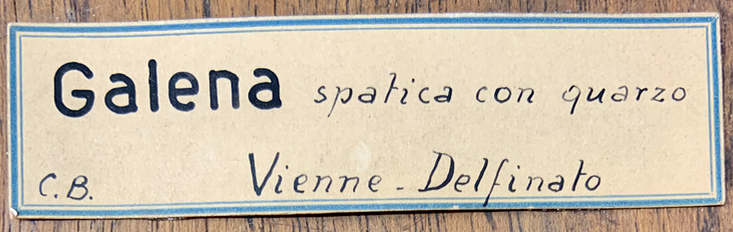 Galena spatica con quarzo
C.B. Vienne - Delfinato